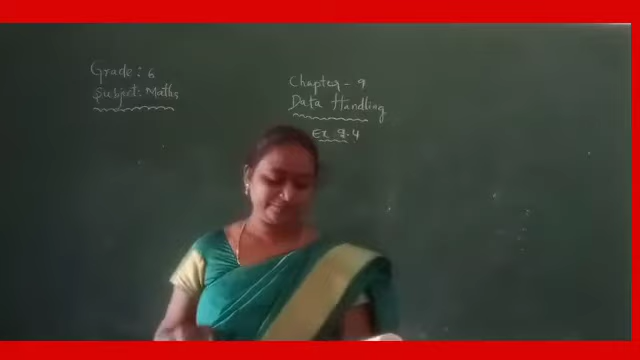 Grade: 6
Subject: Maths
Chapter - 9
Data Handling
Ex 9.4